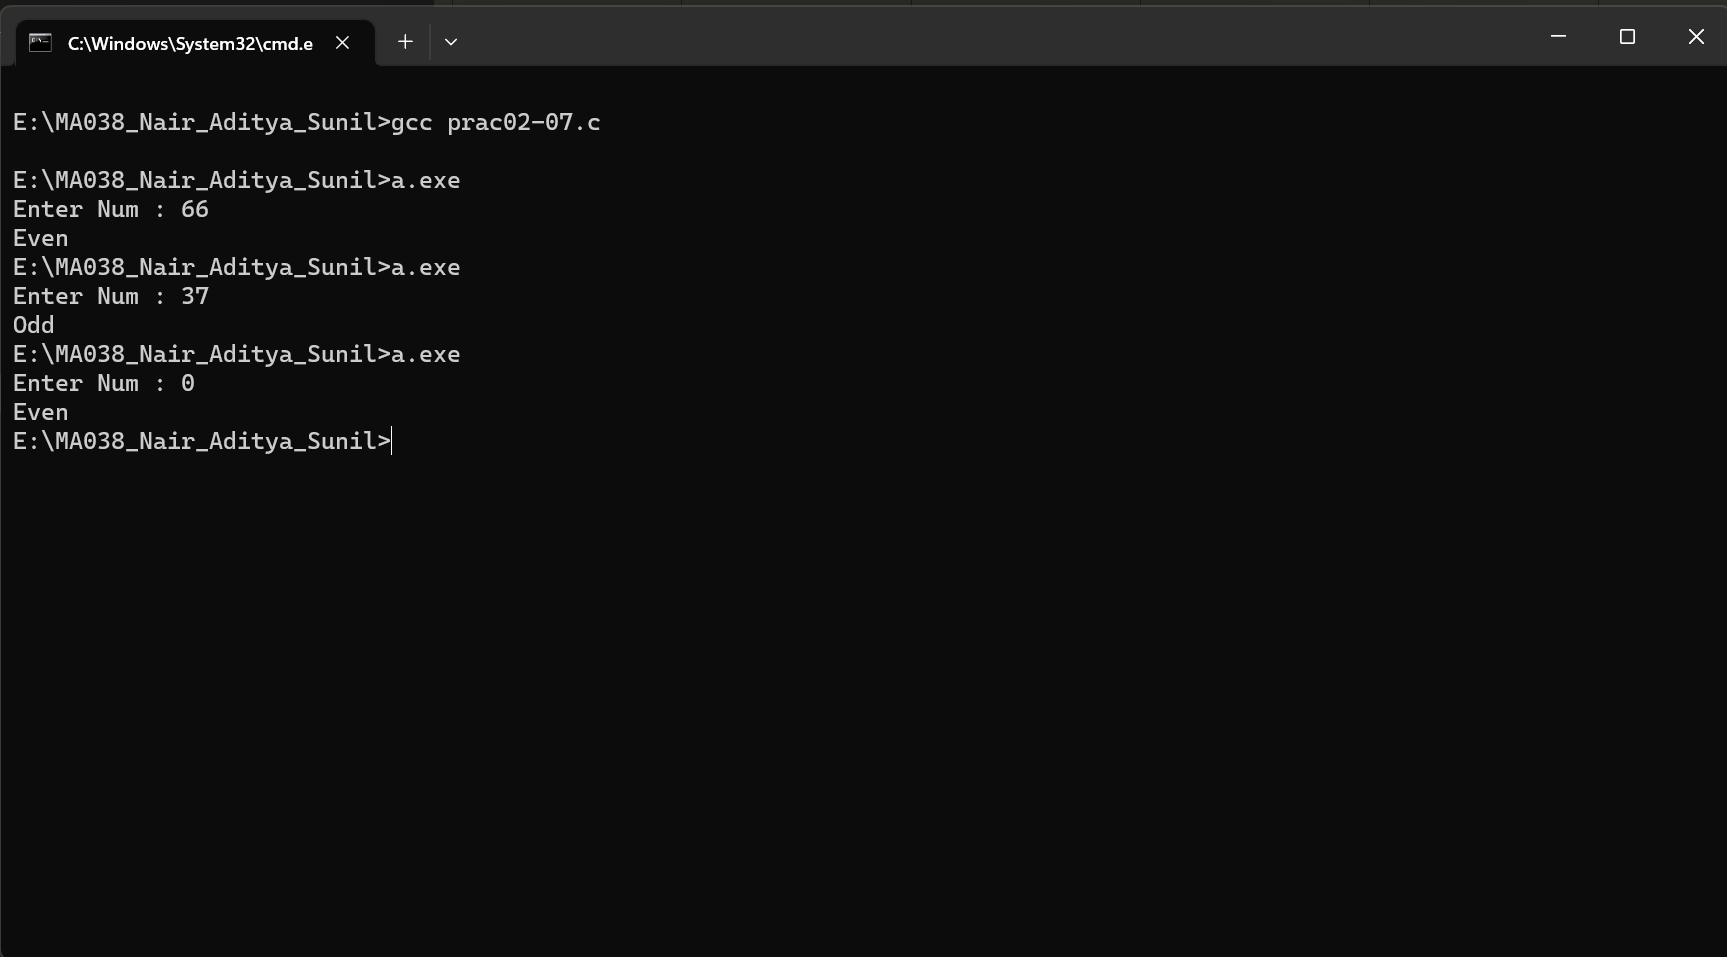 C:\Windows\System32\cmd.e
E:\MA038_Nair_Aditya_Sunil>gcc prac02-07.c
E:\MA038_Nair_Aditya_Sunil>a.exe
Enter Num : 66
Even
E:\MA038_Nair_Aditya_Sunil>a.exe
Enter Num : 37
Odd
E:\MA038_Nair_Aditya_Sunil>a.exe
Enter Num : 0
Even
E:\MA038_Nair_Aditya_Sunil>